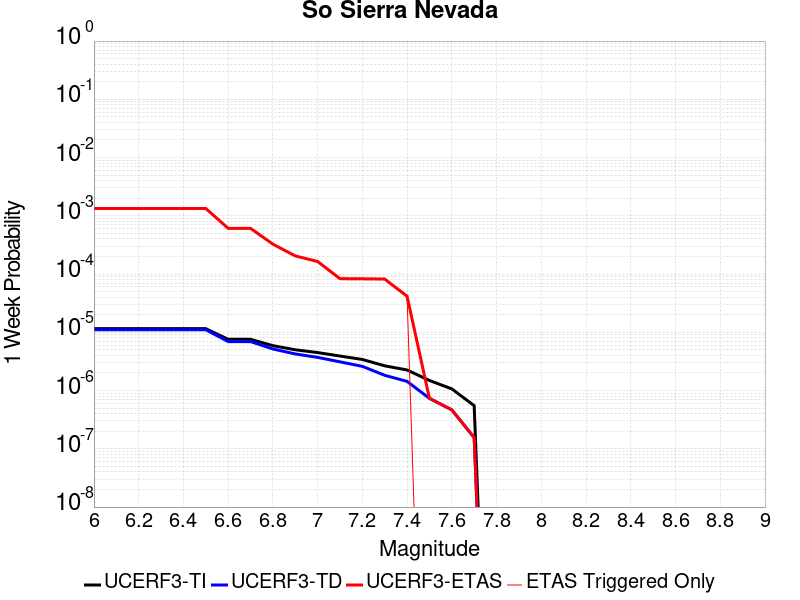 So Sierra Nevada
10^0
10^-1
10^-2
10^-3
10^-4
10^-5
10^-6
10^-7
10^-8
1 Week Probability
6 6.2 6.4 6.6 6.8 7 7.2 7.4 7.6 7.8 8 8.2 8.4 8.6 8.8 9
Magnitude
UCERF3-TI UCERF3-TD UCERF3-ETAS ETAS Triggered Only